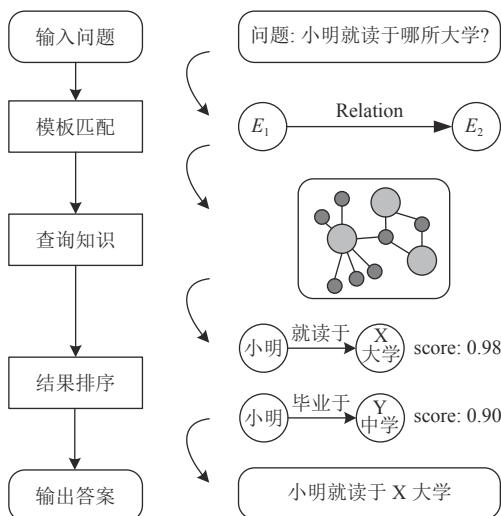 输入问题
问题: 小明就读于哪所大学?
模板匹配
E₁
Relation
E₂
查询知识
小明
就读于
X
大学
score: 0.98
结果排序
小明
毕业于
Y
中学
score: 0.90
输出答案
小明就读于 X 大学